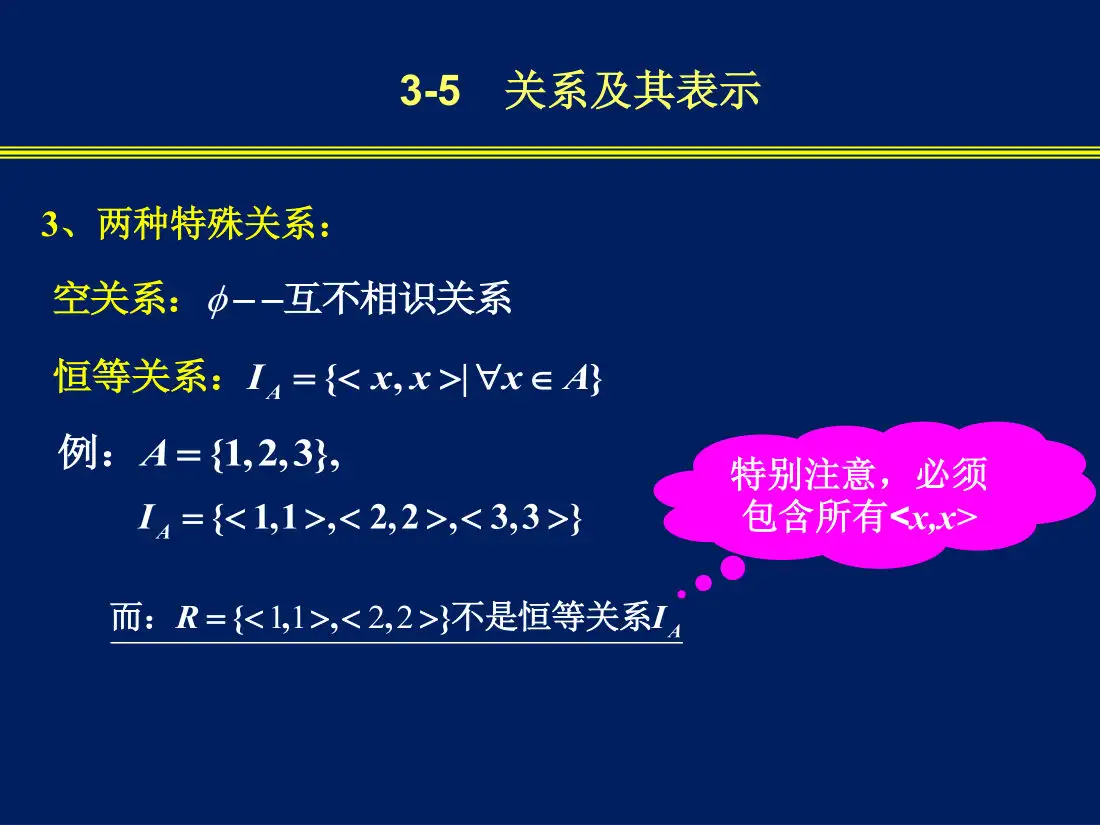 3-5 关系及其表示
3、两种特殊关系：
空关系：ϕ−−互不相识关系
恒等关系：I_A = {< x, x >| ∀x ∈ A}
例：A = {1, 2, 3},
I_A = {< 1,1 >, < 2, 2 >, < 3,3 >}
特别注意，必须
包含所有<x,x>
而：R = {< 1,1 >, < 2, 2 >}不是恒等关系I_A